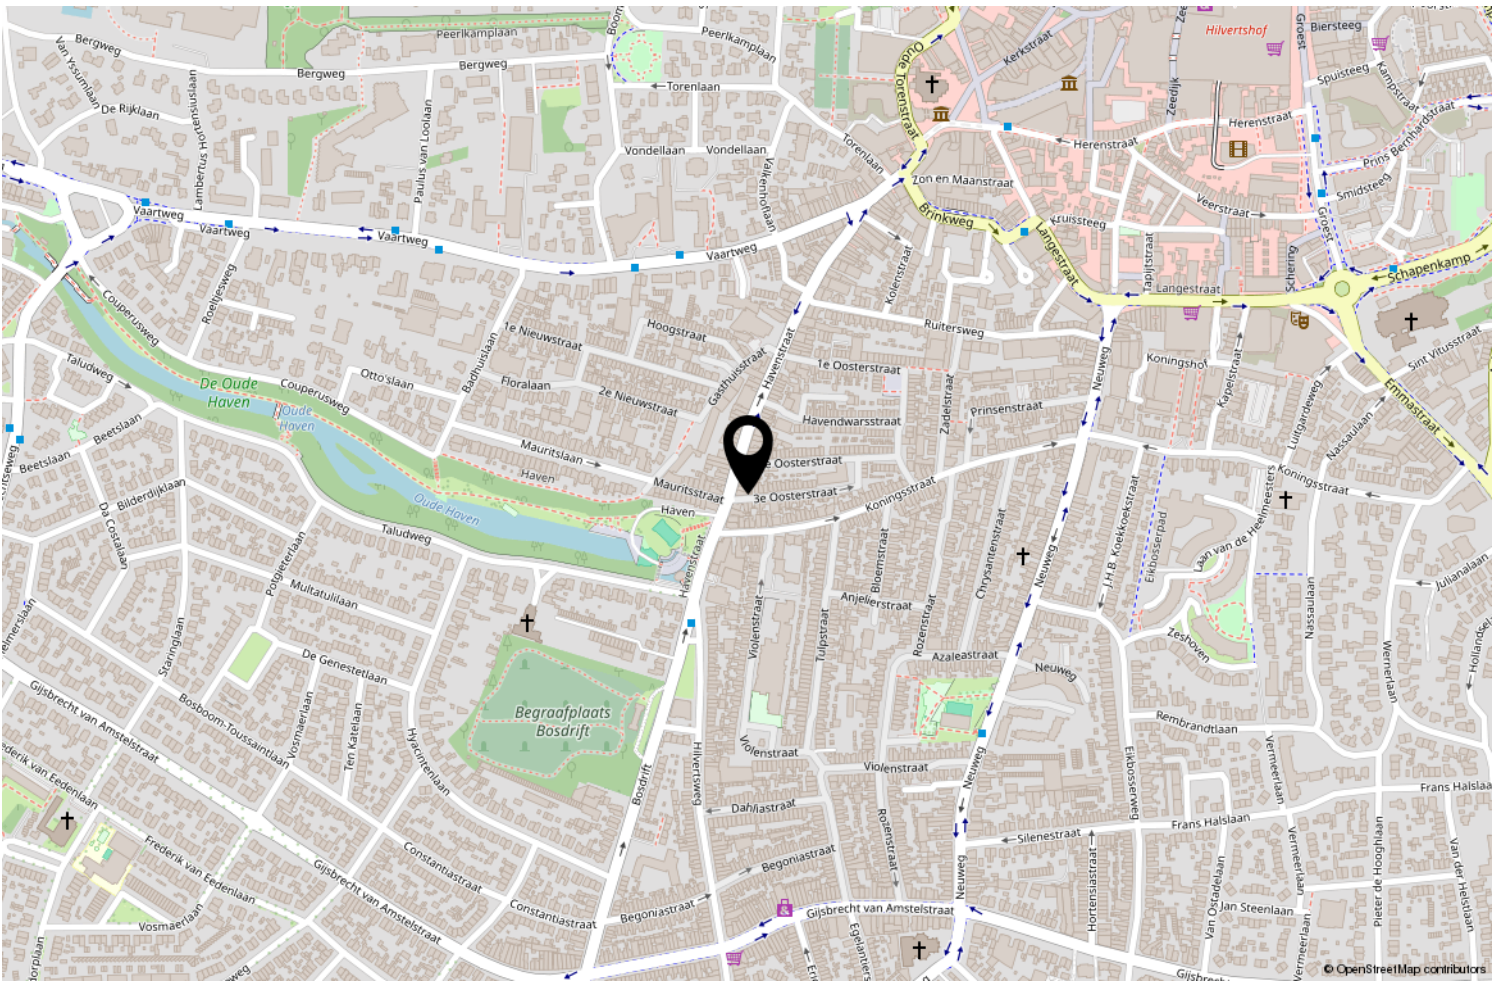 Peerlkamplaan
Peerlkamplaan
Oude Torenstraat
Hilvertshof
Groest
Biersteeg
Bergweg
Van Yssumlaan
Bergweg
Bergweg
Kerkstraat
Spuisteeg
Kampstraat
Zeedijk
De Rijklaan
Lambertus Hortensiuslaan
Paulus van Loolaan
Torenlaan
Torenlaan
Herenstraat
Herenstraat
Prins Bernhardstraat
Vondellaan
Vondellaan
Valkenhoflaan
Zon en Maanstraat
Smidsteeg
Veerstraat
Vaartweg
Vaartweg
Vaartweg
Vaartweg
Brinkweg
Kruissteeg
Groest
Langestraat
Tapijtstraat
Schering
Schapenkamp
Kolenstraat
Langestraat
Roeltjesweg
Couperusweg
Hoogstraat
1e Nieuwstraat
Ruitersweg
Havenstraat
Badhuislaan
Gasthuisstraat
1e Oosterstraat
Neuweg
Koningshof
Kapelstraat
Sint Vitusstraat
Taludweg
De Oude
Haven
Couperusweg
Otto'slaan
Floralaan
2e Nieuwstraat
Zadelstraat
Prinsenstraat
Luitgardeweg
Nassaulaan
Emmastraat
Oude
Haven
Havendwarsstraat
Beetslaan
Beetslaan
Mauritslaan
e Oosterstraat
Haven
Mauritsstraat
3e Oosterstraat
Koningsstraat
Koningsstraat
Bilderdijklaan
Da Costalaan
Oude Haven
Haven
Taludweg
Havenstraat
Bloemstraat
Chrysantenstraat
Neuweg
J.H.B. Koekkoekstraat
Eikbosserpad
Laan van de Heelmeesters
Julianalaan
Potgieterlaan
Multatulilaan
Anjelierstraat
Violenstraat
Tulpstraat
Rozenstraat
Nassaulaan
Staringlaan
Zeshoven
Wernerlaan
De Genestetlaan
Azaleastraat
Neuweg
Gijsbrecht van Amstelstraat
Bosboom-Toussaintlaan
Vosmaerlaan
Ten Katelaan
Hyacintenlaan
Begraafplaats
Bosdrift
Rembrandtlaan
Violenstraat
Violenstraat
Neuweg
Eikbosserweg
Vermeerlaan
Bosdrift
Hilvertsweg
Frans Halslaan
Dahliastraat
Rozenstraat
Silenestraat
Vermeerlaan
Pieter de Hooghlaan
Van der Helstlaan
Frederik van Eedenlaan
Constantiastraat
Begoniastraat
Neuweg
Hortensiastraat
Van Ostadelaan
Jan Steenlaan
Gijsbrecht van Amstelstraat
Constantiastraat
Begoniastraat
Gijsbrecht van Amstelstraat
Vosmaerlaan
Vermeerlaan
© OpenStreetMap contributors